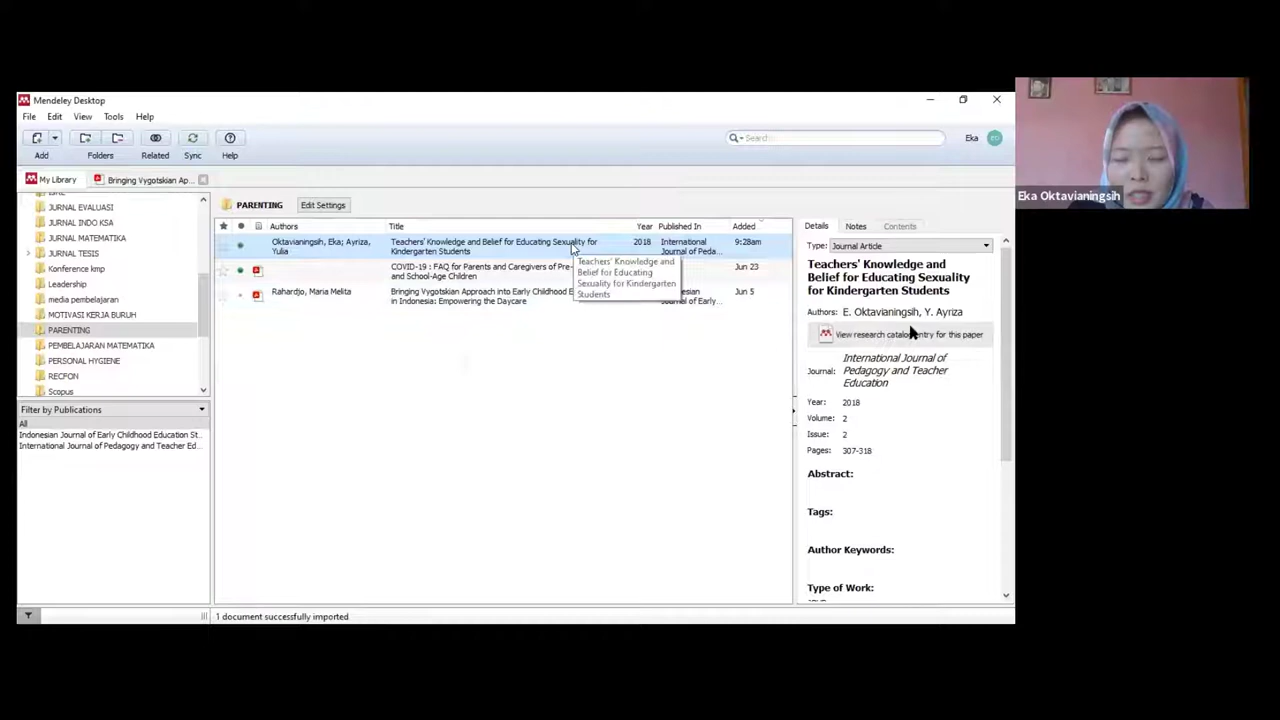 Mendeley Desktop
File Edit View Tools Help
Search...
Eka
Add Folders Related Sync Help
My Library
Bringing Vygotskian Ap...
JURNAL EVALUASI
JURNAL INDO KSA
JURNAL MATEMATIKA
JURNAL TESIS
Konference kmp
Leadership
media pembelajaran
MOTIVASI KERJA BURUH
PARENTING
PEMBELAJARAN MATEMATIKA
PERSONAL HYGIENE
RECFON
Scopus
Filter by Publications
All
Indonesian Journal of Early Childhood Education St...
International Journal of Pedagogy and Teacher Ed...
PARENTING
Edit Settings
Authors Title Year Published In Added
Oktavianingsih, Eka; Ayriza, Teachers' Knowledge and Belief for Educating Sexuality for 2018 International 9:28am
Yulia Kindergarten Students Journal of Peda...
COVID-19 : FAQ for Parents and Caregivers of Pre- Jun 23
and School-Age Children
Rahardjo, Maria Melita Bringing Vygotskian Approach into Early Childhood Jun 5
in Indonesia: Empowering the Daycare Journal of Early...
Teachers' Knowledge and
Belief for Educating
Sexuality for Kindergarten
Students
Details Notes Contents
Type: Journal Article
Teachers' Knowledge and
Belief for Educating Sexuality
for Kindergarten Students
Authors: E. Oktavianingsih, Y. Ayriza
View research catalog entry for this paper
International Journal of
Journal: Pedagogy and Teacher
Education
Year: 2018
Volume: 2
Issue: 2
Pages: 307-318
Abstract:
Tags:
Author Keywords:
Type of Work:
1 document successfully imported
Eka Oktavianingsih